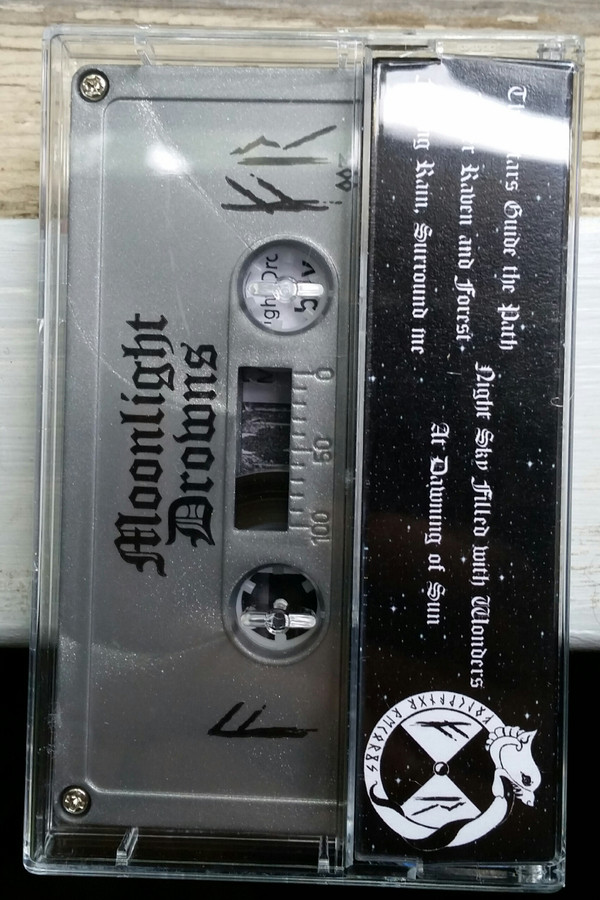 Moonlight
Drowns
0 50 100
Guide the Path
Night Sky Filled with Wonders
Raven and Forest
At Dawning of Sun
Rain, Surround me
ᚠ
ᚠᚱ
ᚠ ᚱ